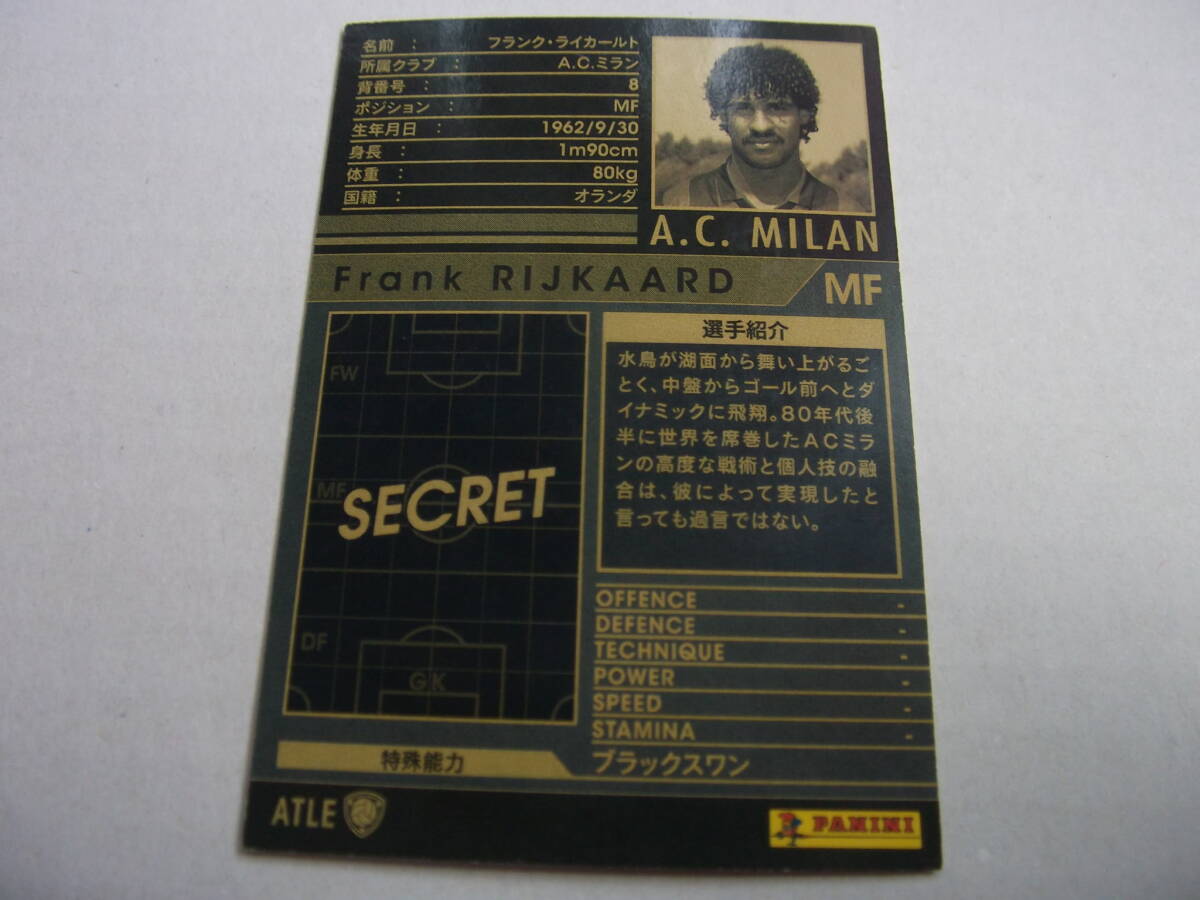 名前 : フランク・ライカールト
所属クラブ : A.C.ミラン
背番号 : 8
ポジション : MF
生年月日 : 1962/9/30
身長 : 1m90cm
体重 : 80kg
国籍 : オランダ
A.C. MILAN
Frank RIJKAARD
MF
FW
MF
SECRET
DF
GK
選手紹介
水鳥が湖面から舞い上がるご
とく、中盤からゴール前へとダ
イナミックに飛翔。80年代後
半に世界を席巻したACミラ
ンの高度な戦術と個人技の融
合は、彼によって実現したと
言っても過言ではない。
OFFENCE -
DEFENCE -
TECHNIQUE -
POWER -
SPEED -
STAMINA -
特殊能力 ブラックスワン
ATLE
PANINI